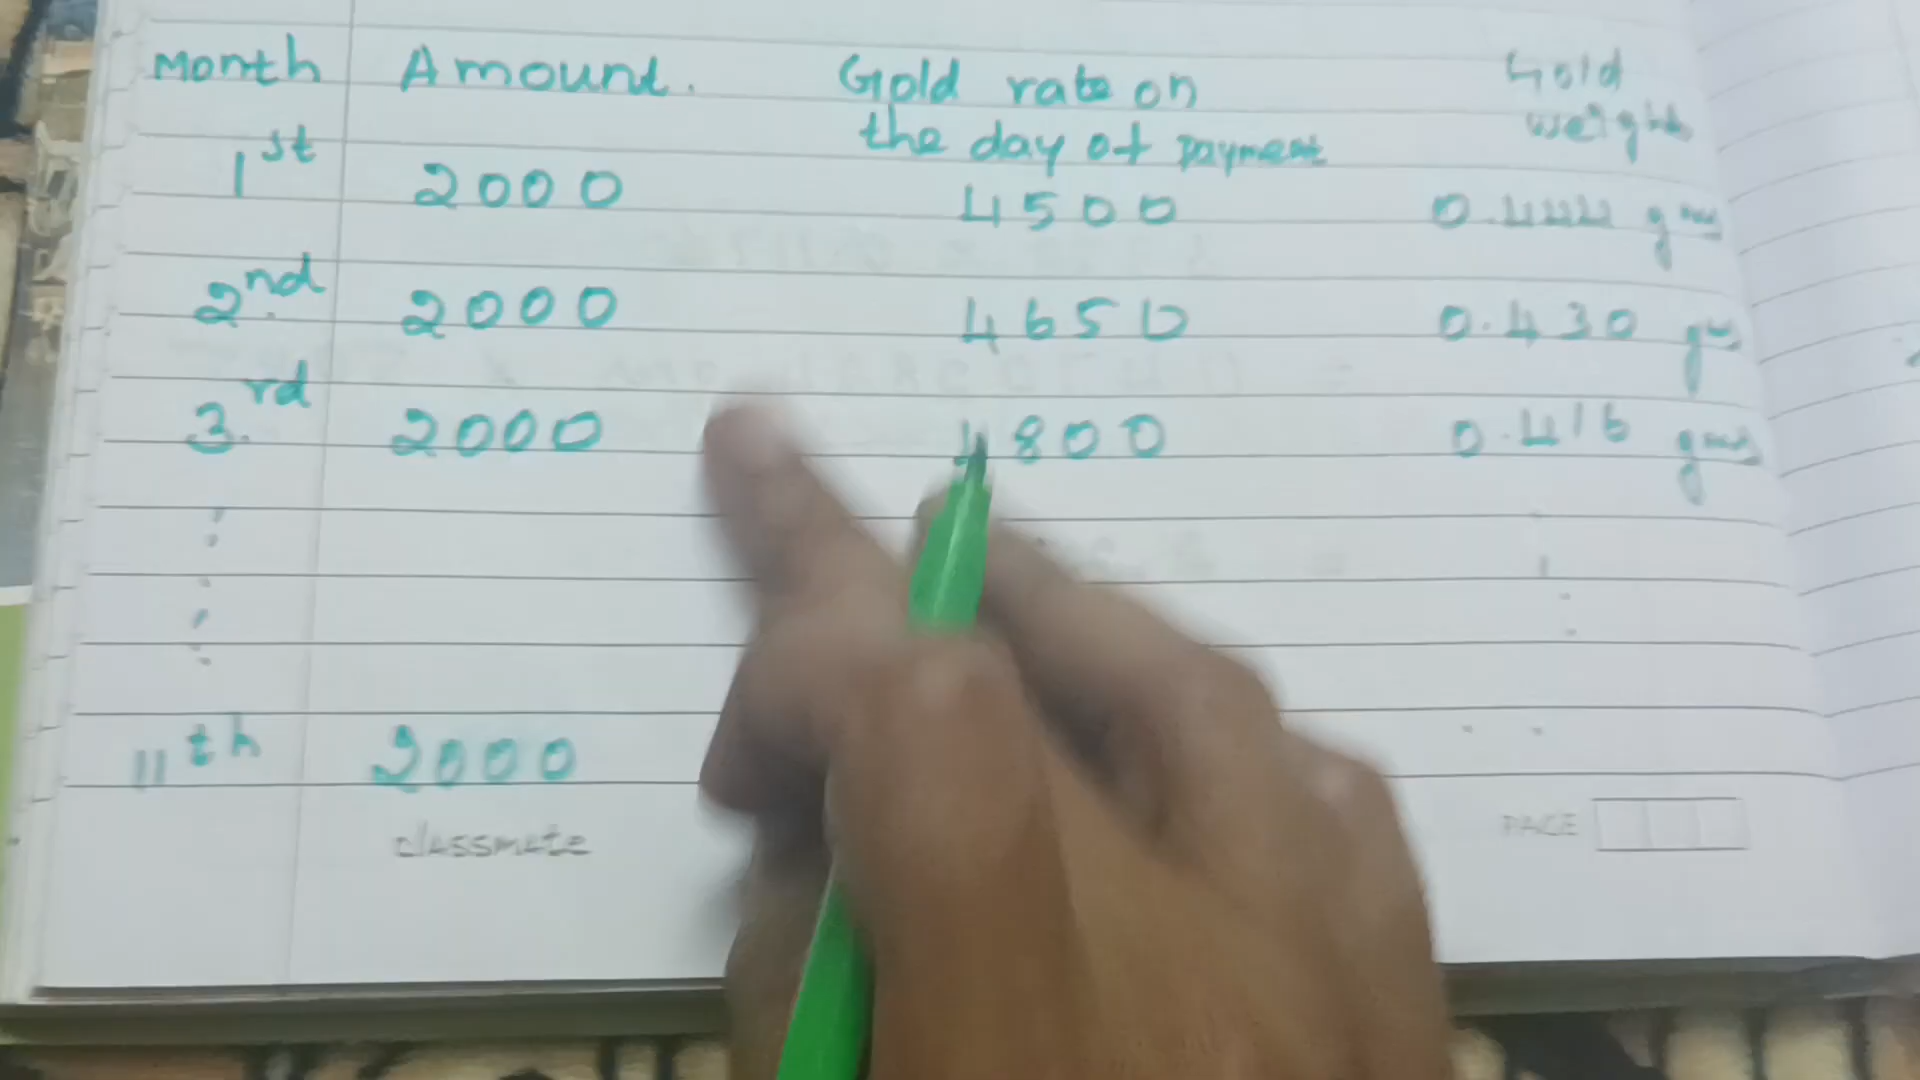 Month Amount. Gold rate on Gold
the day of payment weight
1st 2000 4500 0.444 gms
2nd 2000 4650 0.430 gms
3rd 2000 4800 0.416 gms
11th 2000
classmate PAGE